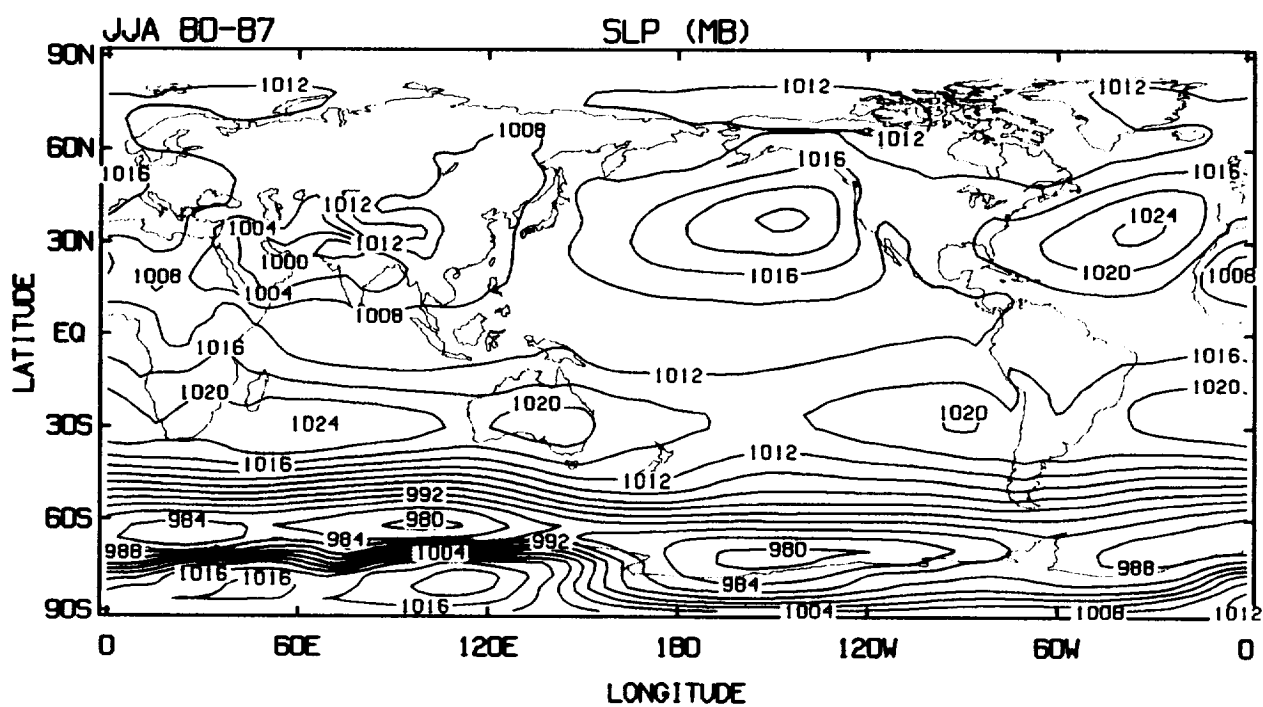 JJA 80-87 SLP (MB)
90N
1012 1012 1012
1008 1012
60N
1016 1016 1016
1012
1004 1024
30N 1012
1000 1016 1020 1008
1008 1004
1008
EQ
1016 1012 1016
1020 1020 1020 1020
30S 1024
1016 1012 1012
992
60S 984 980
984 992 980
988 1004 988
1016 1016 984
90S 1016 1004 1008 1012
0 60E 120E 180 120W 60W 0
LATITUDE
LONGITUDE